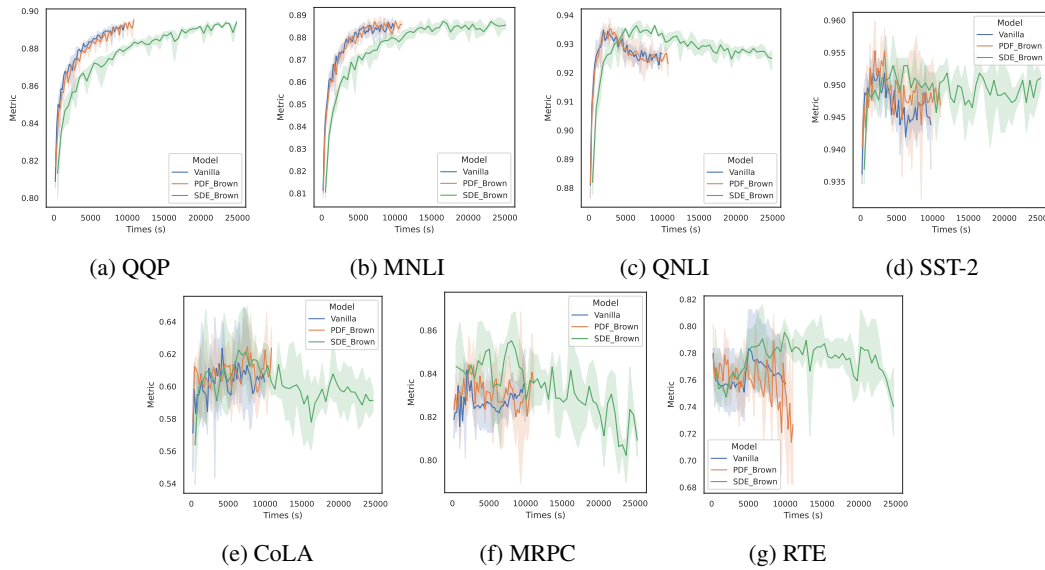 0.90
0.88
0.86
0.84
0.82
0.80
Metric
Model
Vanilla
PDF_Brown
SDE_Brown
0 5000 10000 15000 20000 25000
Times (s)
(a) QQP
0.89
0.88
0.87
0.86
0.85
0.84
0.83
0.82
0.81
Metric
Model
Vanilla
PDF_Brown
SDE_Brown
0 5000 10000 15000 20000 25000
Times (s)
(b) MNLI
0.94
0.93
0.92
0.91
0.90
0.89
0.88
Metric
Model
Vanilla
PDF_Brown
SDE_Brown
0 5000 10000 15000 20000 25000
Times (s)
(c) QNLI
0.960
0.955
0.950
0.945
0.940
0.935
Metric
Model
Vanilla
PDF_Brown
SDE_Brown
0 5000 10000 15000 20000 25000
Times (s)
(d) SST-2
0.64
0.62
0.60
0.58
0.56
0.54
Metric
Model
Vanilla
PDF_Brown
SDE_Brown
0 5000 10000 15000 20000 25000
Times (s)
(e) CoLA
0.86
0.84
0.82
0.80
Metric
Model
Vanilla
PDF_Brown
SDE_Brown
0 5000 10000 15000 20000 25000
Times (s)
(f) MRPC
0.82
0.80
0.78
0.76
0.74
0.72
0.70
0.68
Metric
Model
Vanilla
PDF_Brown
SDE_Brown
0 5000 10000 15000 20000 25000
Times (s)
(g) RTE